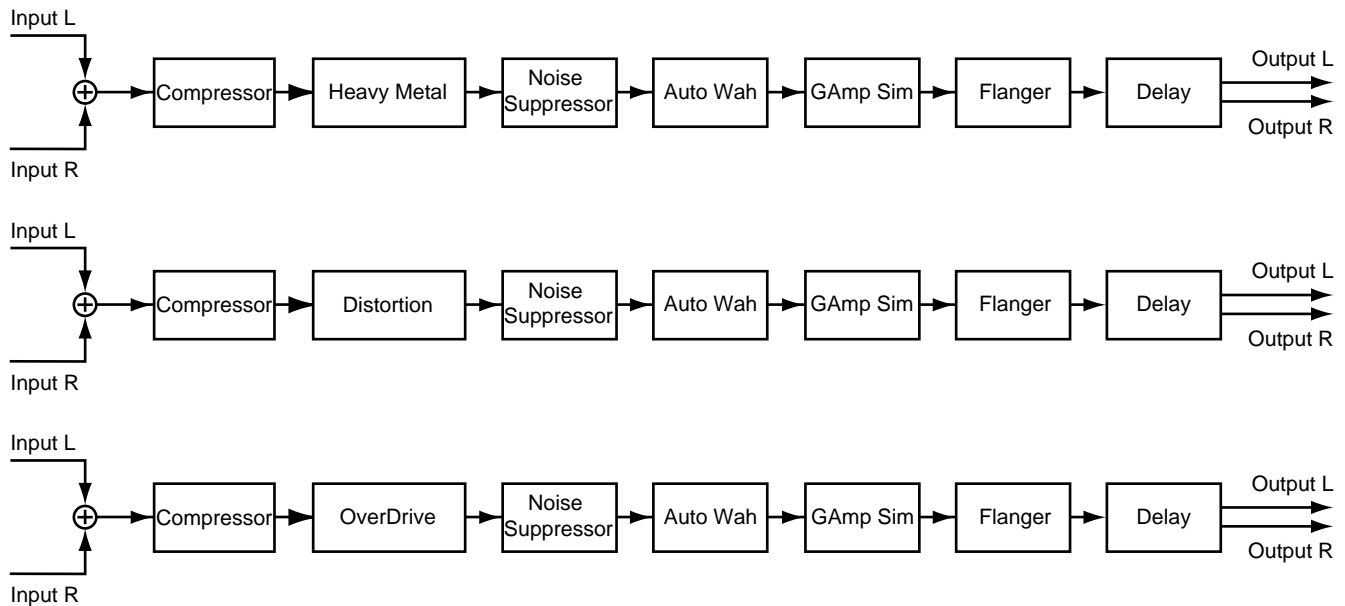 Input L
Compressor
Heavy Metal
Noise
Suppressor
Auto Wah
GAmp Sim
Flanger
Delay
Output L
Output R
Input R
Input L
Compressor
Distortion
Noise
Suppressor
Auto Wah
GAmp Sim
Flanger
Delay
Output L
Output R
Input R
Input L
Compressor
OverDrive
Noise
Suppressor
Auto Wah
GAmp Sim
Flanger
Delay
Output L
Output R
Input R